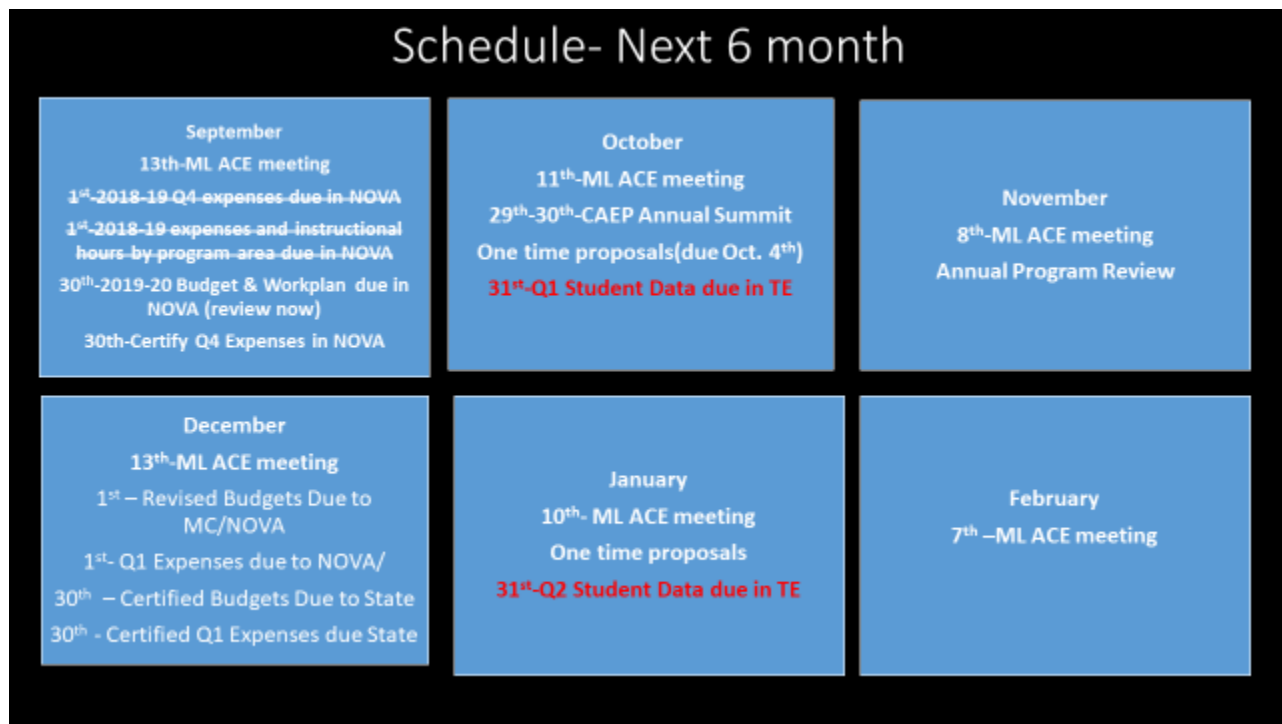 Schedule- Next 6 month
September
13th-ML ACE meeting
1st-2018-19 Q4 expenses due in NOVA
1st-2018-19 expenses and instructional
hours by program area due in NOVA
30th-2019-20 Budget & Workplan due in
NOVA (review now)
30th-Certify Q4 Expenses in NOVA
October
11th-ML ACE meeting
29th-30th-CAEP Annual Summit
One time proposals(due Oct. 4th)
31st-Q1 Student Data due in TE
November
8th-ML ACE meeting
Annual Program Review
December
13th-ML ACE meeting
1st – Revised Budgets Due to
MC/NOVA
1st- Q1 Expenses due to NOVA/
30th – Certified Budgets Due to State
30th - Certified Q1 Expenses due State
January
10th- ML ACE meeting
One time proposals
31st-Q2 Student Data due in TE
February
7th –ML ACE meeting